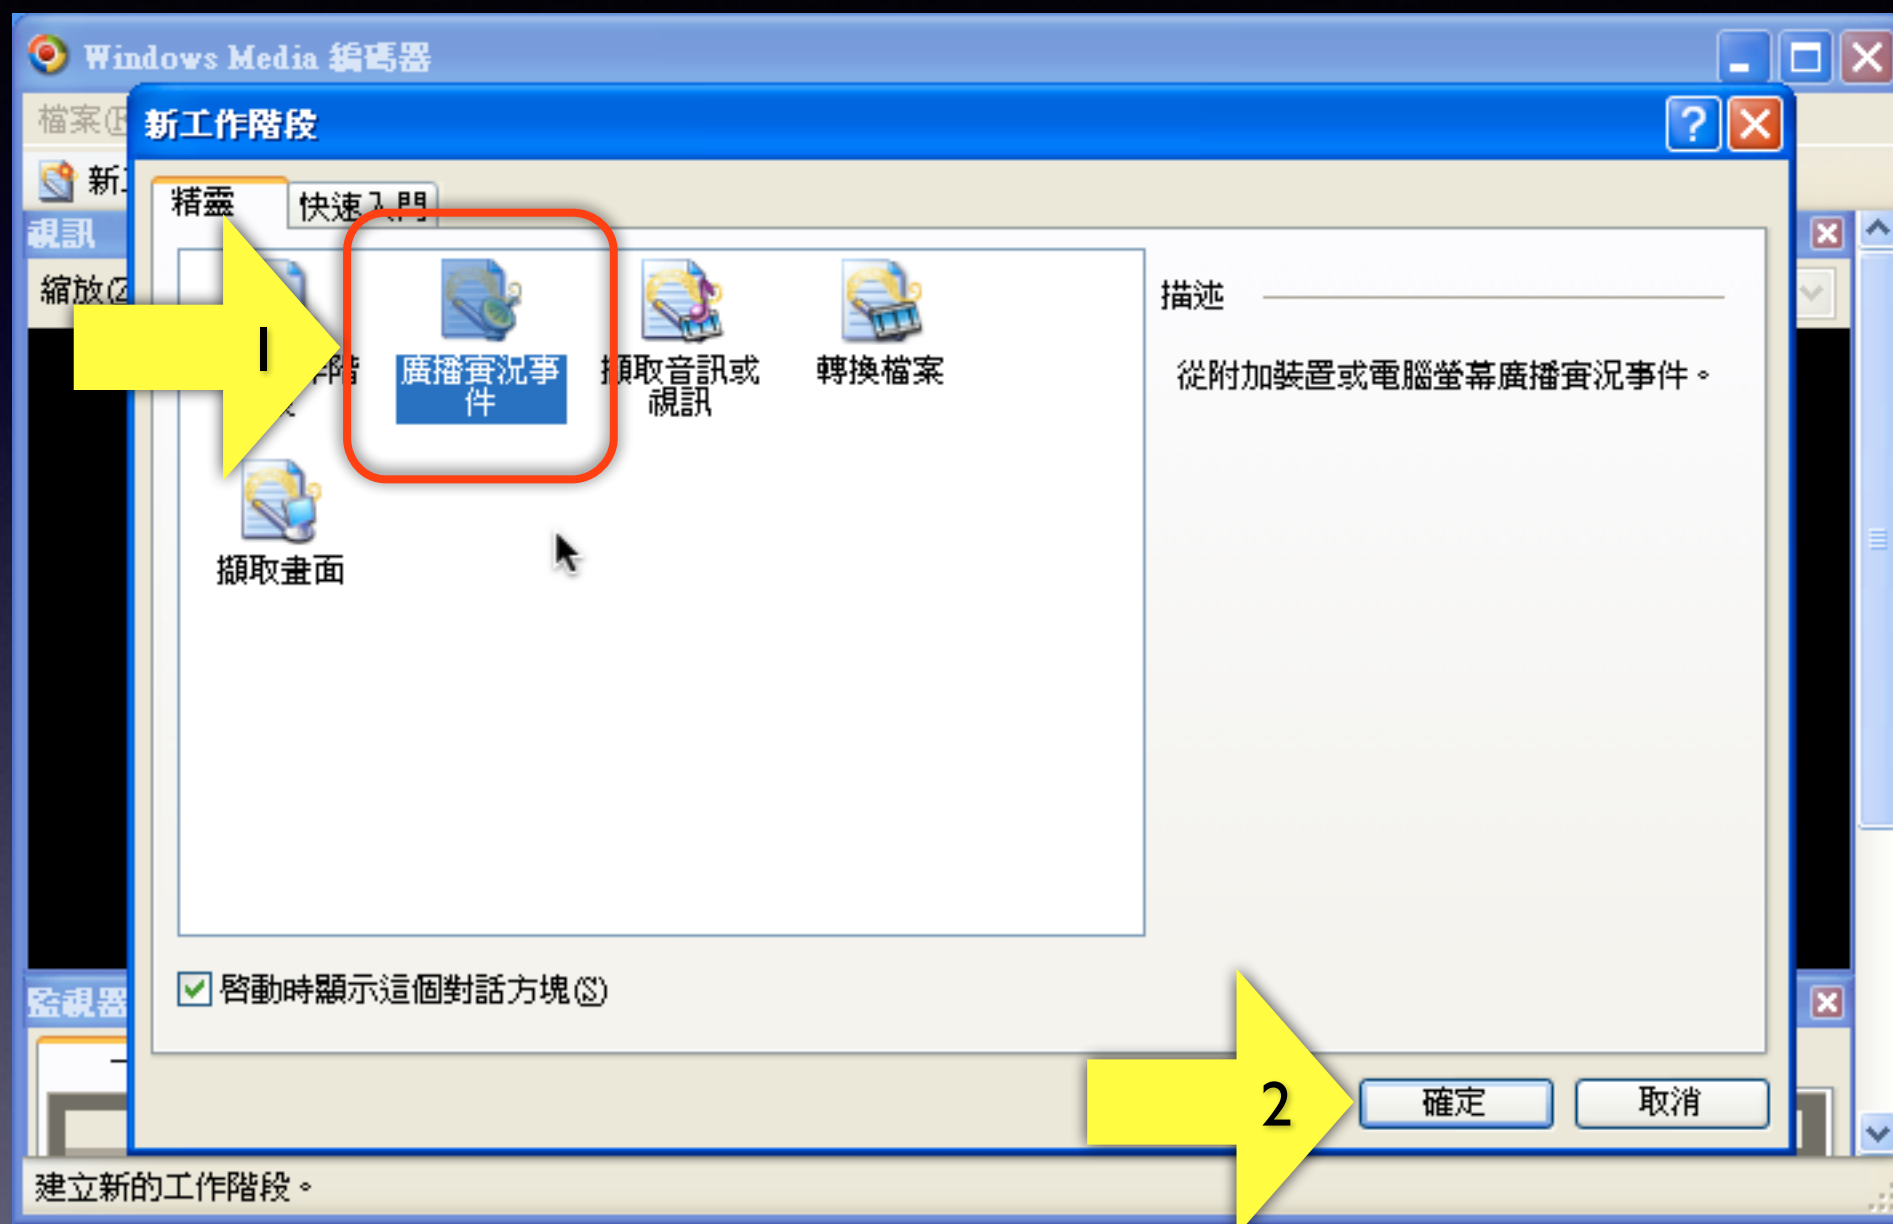 Windows Media 編碼器
檔案(F
新工作階段
新
精靈
快速入門
視訊
縮放(Z
1
階
廣播實況事
件
擷取音訊或
視訊
轉換檔案
描述
從附加裝置或電腦螢幕廣播實況事件。
擷取畫面
啓動時顯示這個對話方塊(S)
監視器
2
確定
取消
建立新的工作階段。